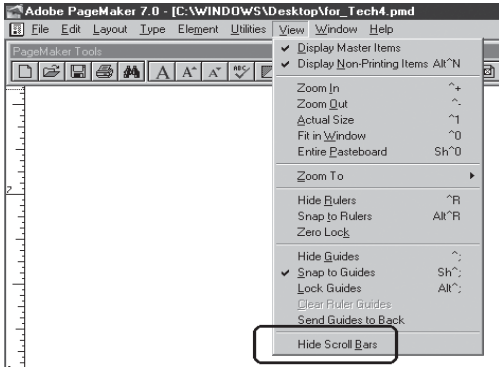 Adobe PageMaker 7.0 - [C:\WINDOWS\Desktop\for_Tech4.pmd
File Edit Layout Type Element Utilities View Window Help
PageMaker Tools
Display Master Items
Display Non-Printing Items Alt^N
Zoom In ^+
Zoom Out ^-
Actual Size ^1
Fit in Window ^0
Entire Pasteboard Sh^0
Zoom To
Hide Rulers ^R
Snap to Rulers Alt^R
Zero Lock
Hide Guides ^;
Snap to Guides Sh^;
Lock Guides Alt^;
Clear Ruler Guides
Send Guides to Back
Hide Scroll Bars
A A A ABC
2
1